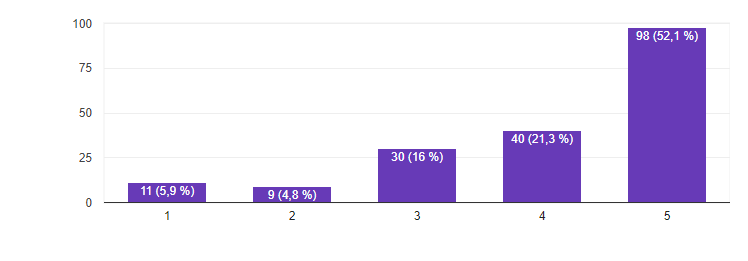 100
75
50
25
0
11 (5,9 %)
9 (4,8 %)
30 (16 %)
40 (21,3 %)
98 (52,1 %)
1 2 3 4 5